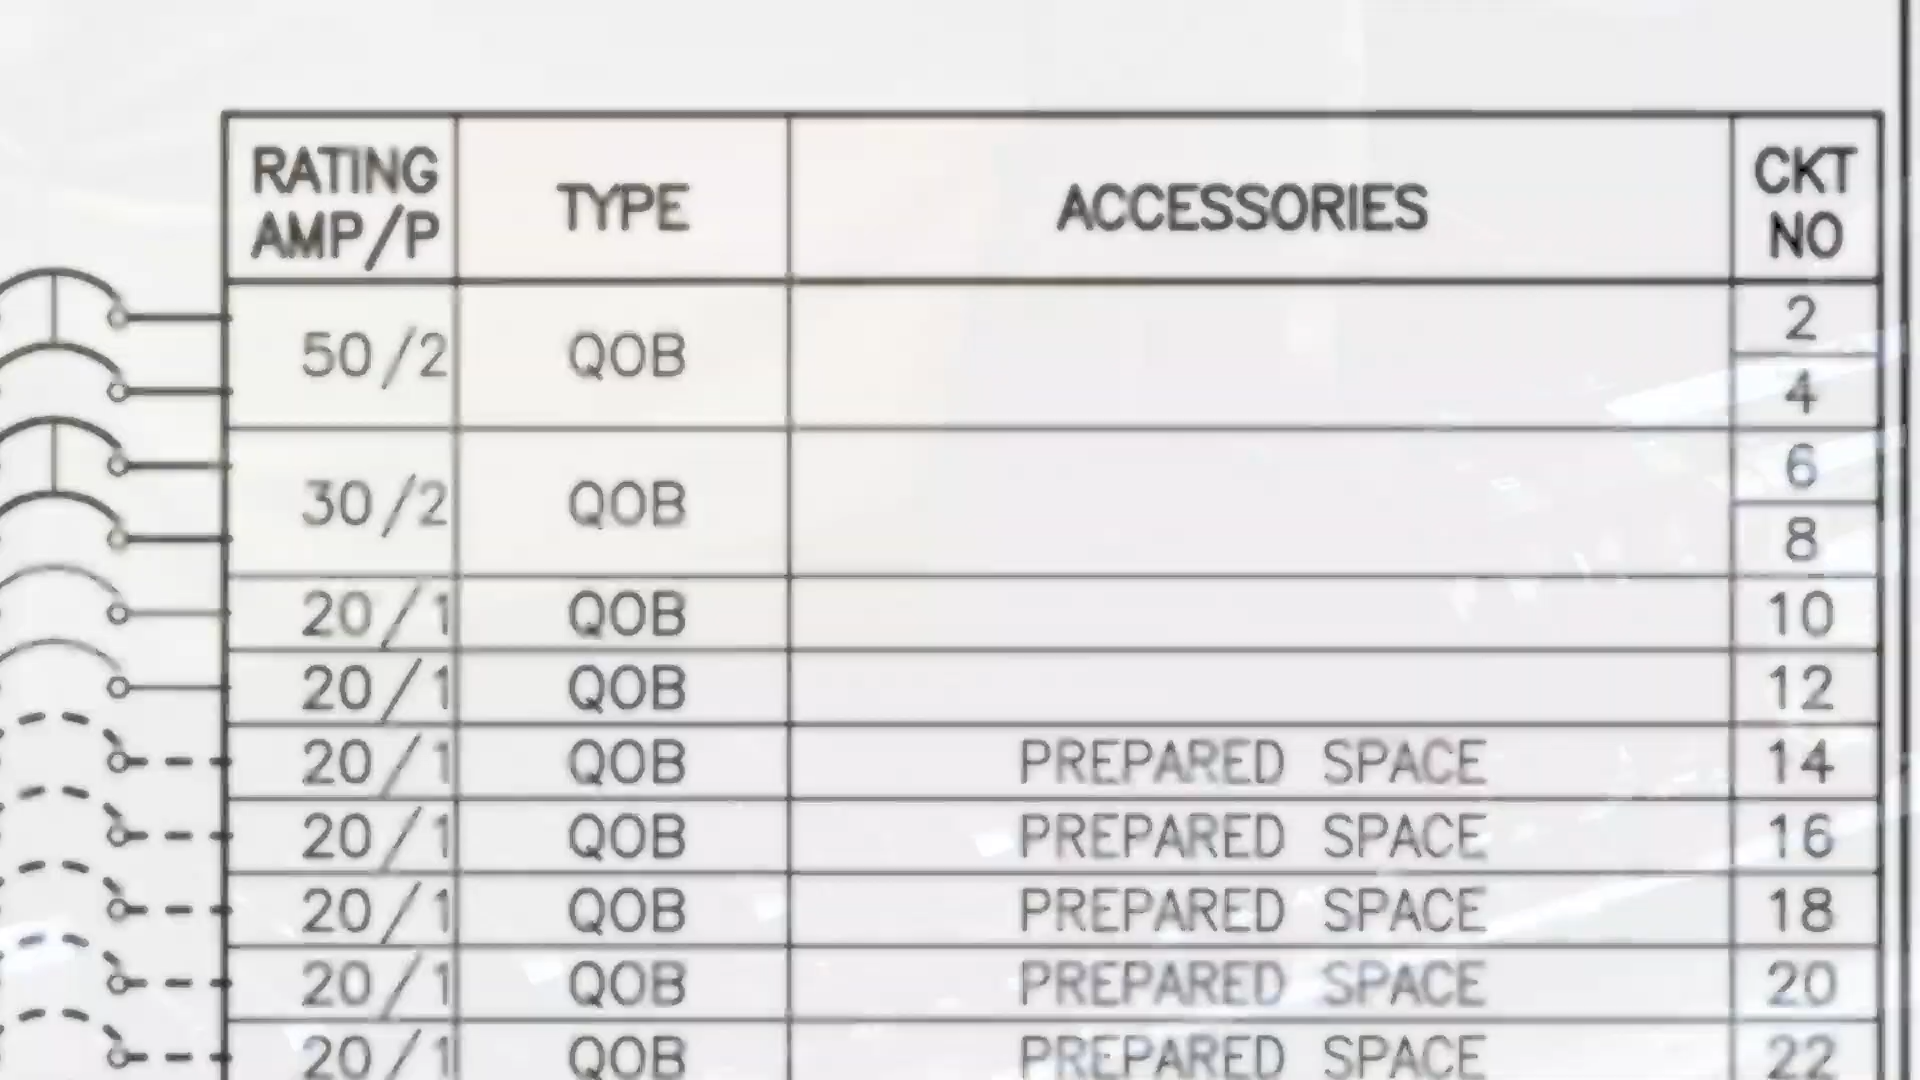 RATING AMP/P TYPE ACCESSORIES CKT NO
50/2 QOB 2
4
30/2 QOB 6
8
20/1 QOB 10
20/1 QOB 12
20/1 QOB PREPARED SPACE 14
20/1 QOB PREPARED SPACE 16
20/1 QOB PREPARED SPACE 18
20/1 QOB PREPARED SPACE 20
20/1 QOB PREPARED SPACE 22